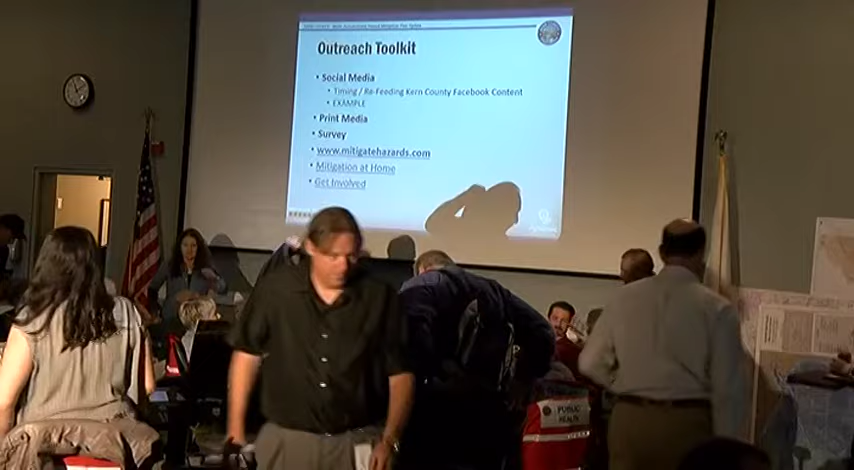 Outreach Toolkit
• Social Media
• Timing / Re-Feeding Kern County Facebook Content
• EXAMPLE
• Print Media
• Survey
• www.mitigatehazards.com
• Mitigation at Home
• Get Involved
PUBLIC
HEALTH